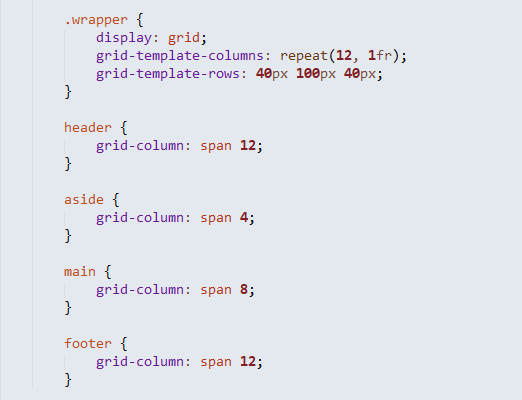 .wrapper {
    display: grid;
    grid-template-columns: repeat(12, 1fr);
    grid-template-rows: 40px 100px 40px;
}

header {
    grid-column: span 12;
}

aside {
    grid-column: span 4;
}

main {
    grid-column: span 8;
}

footer {
    grid-column: span 12;
}